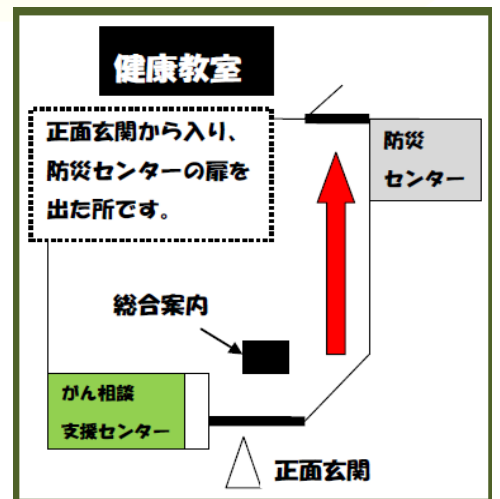 健康教室
正面玄関から入り、
防災センターの扉を
出た所です。
防災
センター
総合案内
がん相談
支援センター
正面玄関